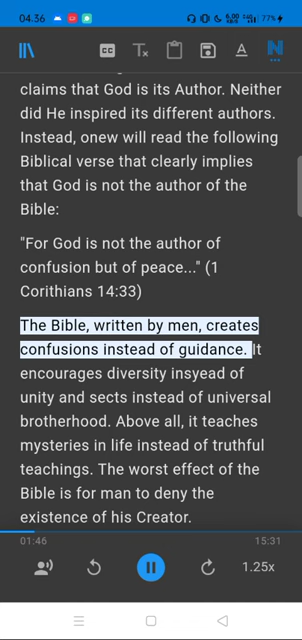 04.36
6,00
77%
CC
claims that God is its Author. Neither
did He inspired its different authors.
Instead, onew will read the following
Biblical verse that clearly implies
that God is not the author of the
Bible:
"For God is not the author of
confusion but of peace..." (1
Corithians 14:33)
The Bible, written by men, creates
confusions instead of guidance. It
encourages diversity insyead of
unity and sects instead of universal
brotherhood. Above all, it teaches
mysteries in life instead of truthful
teachings. The worst effect of the
Bible is for man to deny the
existence of his Creator.
01:46
15:31
1.25x